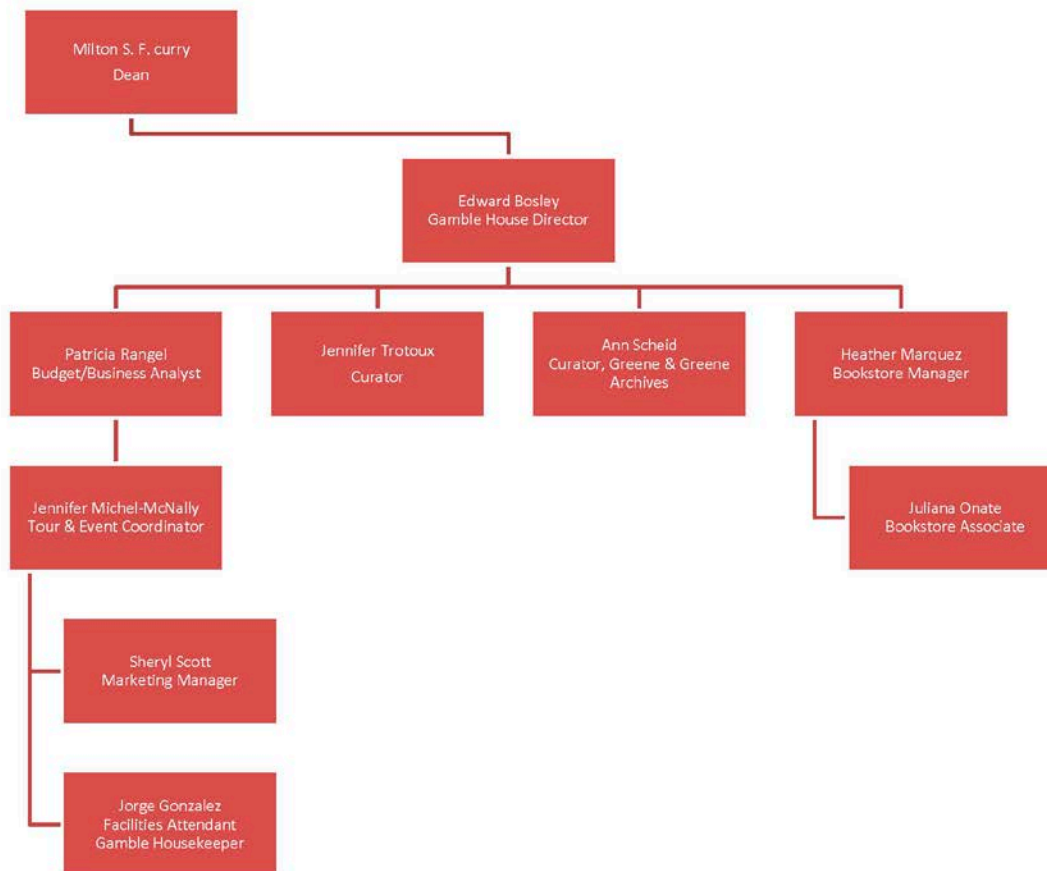 Milton S. F. curry
Dean
Edward Bosley
Gamble House Director
Patricia Rangel
Budget/Business Analyst
Jennifer Trotoux
Curator
Ann Scheid
Curator, Greene & Greene
Archives
Heather Marquez
Bookstore Manager
Jennifer Michel-McNally
Tour & Event Coordinator
Juliana Onate
Bookstore Associate
Sheryl Scott
Marketing Manager
Jorge Gonzalez
Facilities Attendant
Gamble Housekeeper